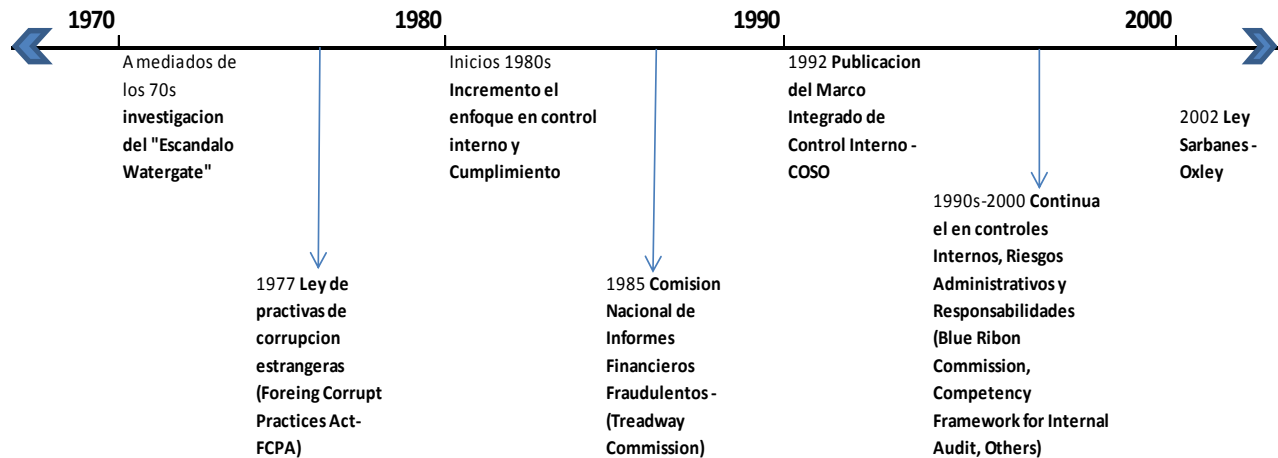 1970
1980
1990
2000
A mediados de
los 70s
investigacion
del "Escandalo
Watergate"
1977 Ley de
practivas de
corrupcion
estrangeras
(Foreing Corrupt
Practices Act-
FCPA)
Inicios 1980s
Incremento el
enfoque en control
interno y
Cumplimiento
1985 Comision
Nacional de
Informes
Financieros
Fraudulentos -
(Treadway
Commission)
1992 Publicacion
del Marco
Integrado de
Control Interno -
COSO
1990s-2000 Continua
el en controles
Internos, Riesgos
Administrativos y
Responsabilidades
(Blue Ribon
Commission,
Competency
Framework for Internal
Audit, Others)
2002 Ley
Sarbanes -
Oxley